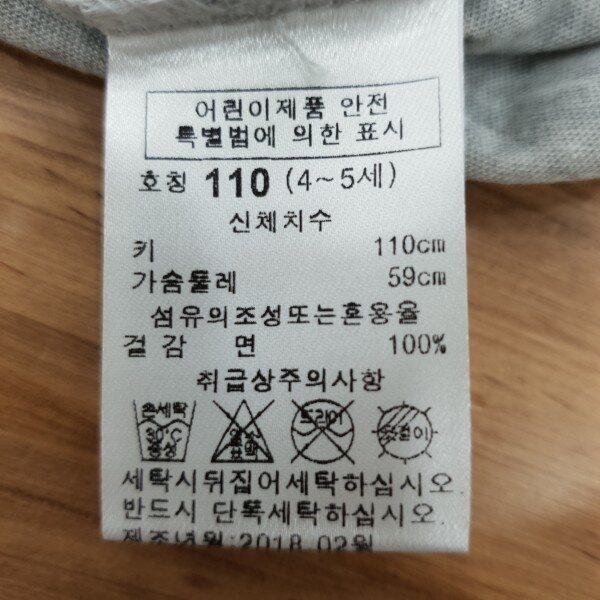 어린이제품 안전
특별법에 의한 표시
호칭 110 (4~5세)
신체치수
키 110cm
가슴둘레 59cm
섬유의조성또는혼용율
겉감 면 100%
취급상주의사항
손세탁 드라이
30℃ 옷걸이
중성 표백
세탁시뒤집어세탁하십시오.
반드시 단독세탁하십시오.
제조년월:2018.02월